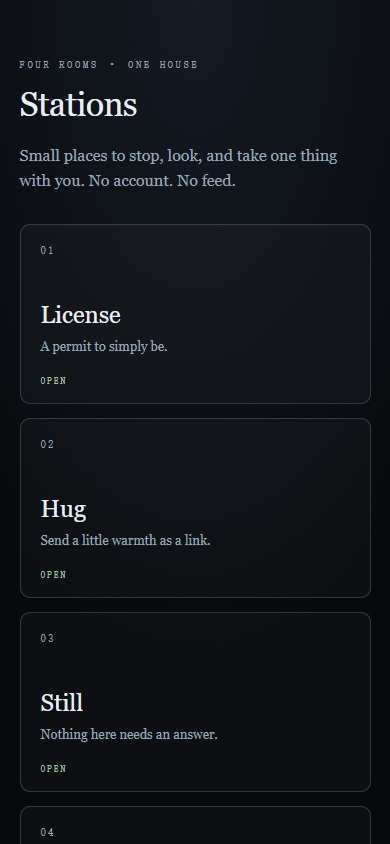 FOUR ROOMS • ONE HOUSE
Stations
Small places to stop, look, and take one thing
with you. No account. No feed.
01
License
A permit to simply be.
OPEN
02
Hug
Send a little warmth as a link.
OPEN
03
Still
Nothing here needs an answer.
OPEN
04